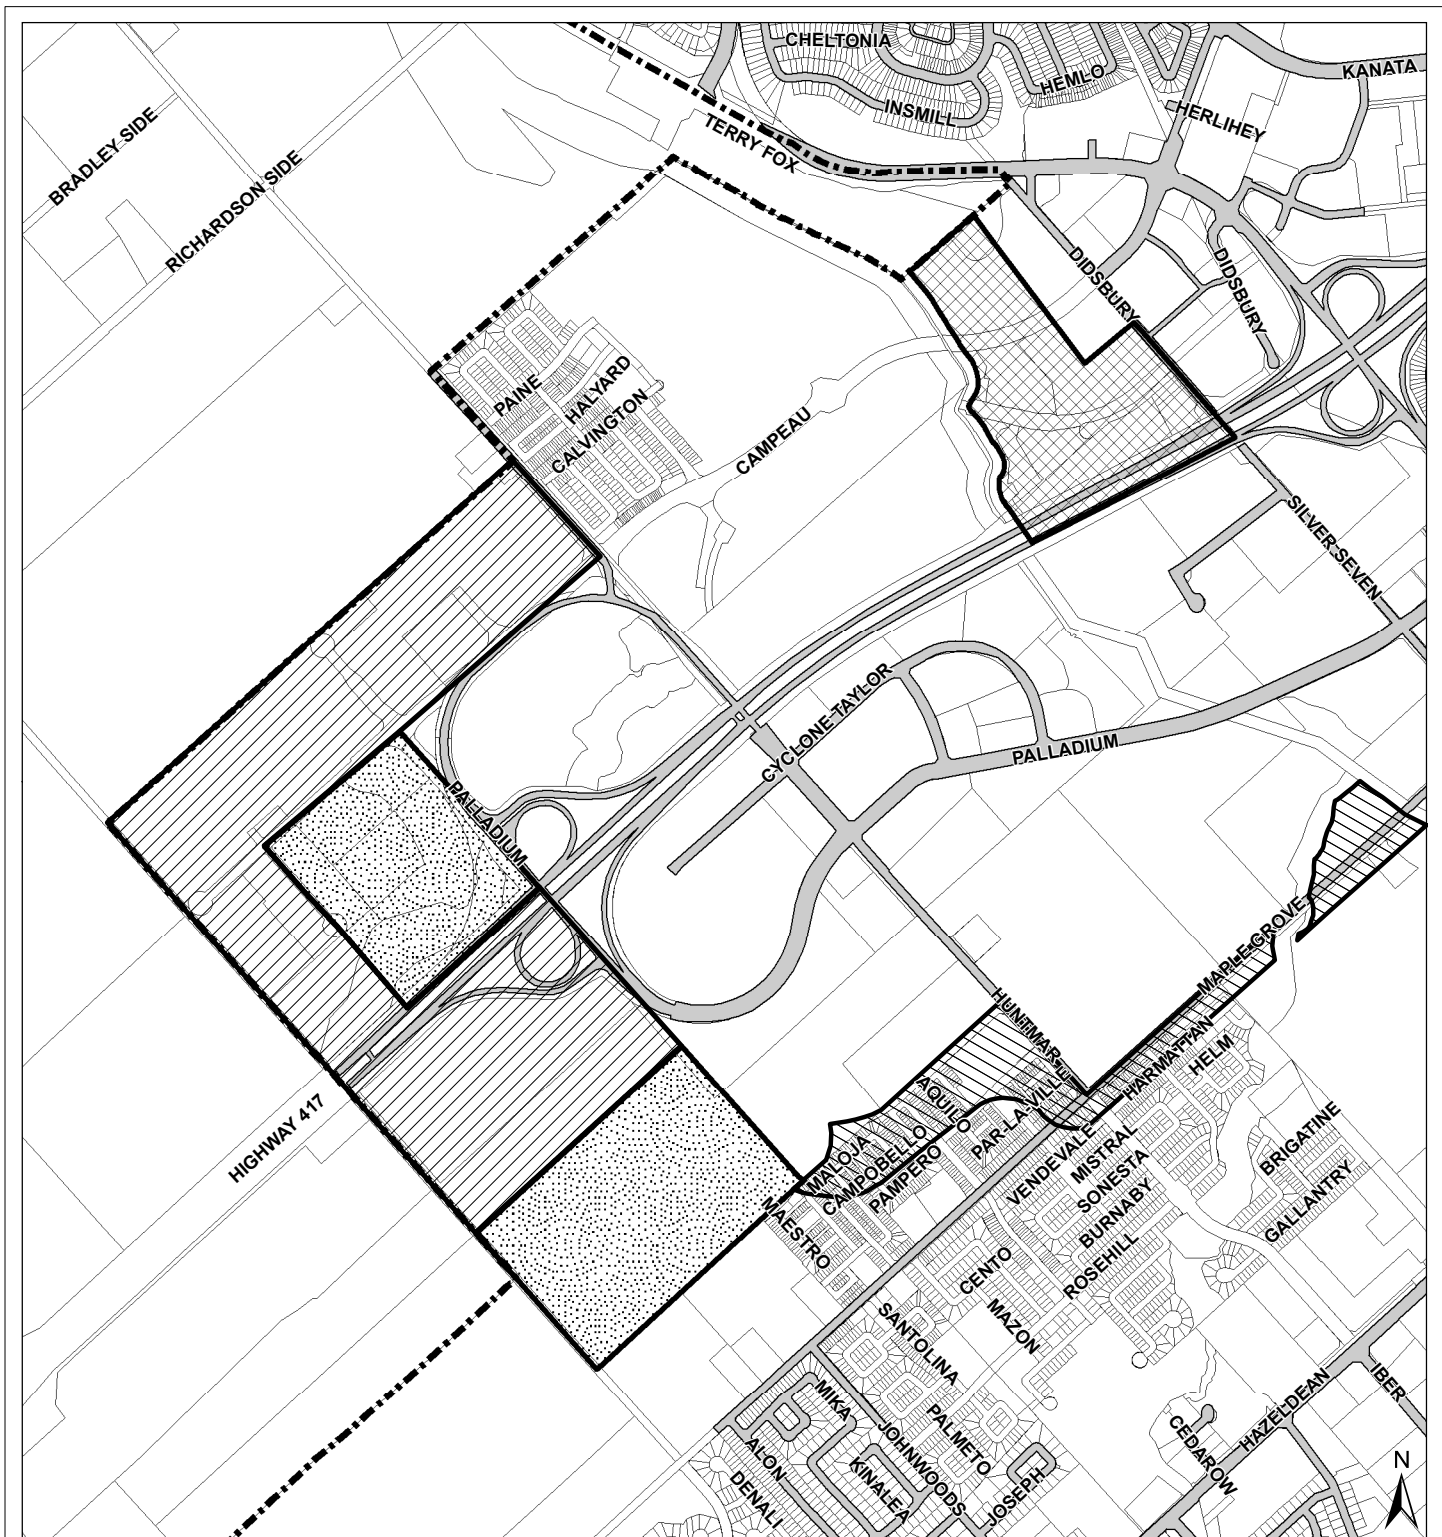 CHELTONIA
KANATA
HEMLO
INSMILL
HERLIHEY
TERRY FOX
BRADLEY SIDE
RICHARDSON SIDE
DIDSBURY
DIDSBURY
PAINE
HALYARD
CALVINGTON
CAMPEAU
SILVER SEVEN
CYCLONE TAYLOR
PALLADIUM
PALLADIUM
MAPLE GROVE
HUNTMAR
HARMATTAN
HELM
HIGHWAY 417
AQUILO
PAR-LA-VILLE
MALOJA
CAMPOBELLO
PAMPERO
VENDEVALE
MISTRAL
SONESTA
BURNABY
BRIGATINE
GALLANTRY
MAESTRO
ROSEHILL
CENTO
MAZON
SANTOLINA
MIKA
PALMETO
JOHNWOODS
KINALEA
ALON
DENALI
JOSEPH
CEDAROW
HAZELDEAN
IBER
N